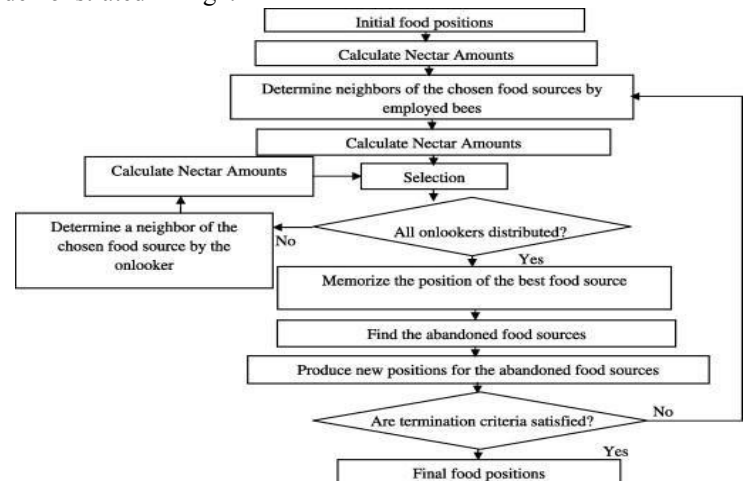 Initial food positions
Calculate Nectar Amounts
Determine neighbors of the chosen food sources by
employed bees
Calculate Nectar Amounts
Calculate Nectar Amounts
Selection
Determine a neighbor of the
chosen food source by the
onlooker
No
All onlookers distributed?
Yes
Memorize the position of the best food source
Find the abandoned food sources
Produce new positions for the abandoned food sources
Are termination criteria satisfied?
No
Yes
Final food positions